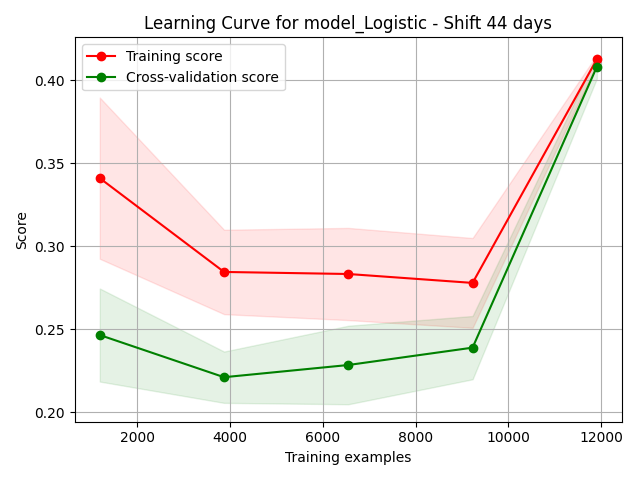 Learning Curve for model_Logistic - Shift 44 days
Training score
Cross-validation score
0.40
0.35
0.30
0.25
0.20
Score
2000 4000 6000 8000 10000 12000
Training examples